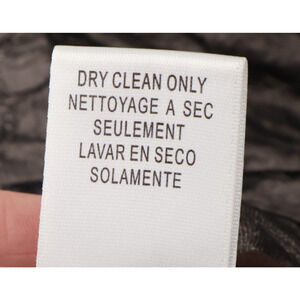 DRY CLEAN ONLY
NETTOYAGE A SEC
SEULEMENT
LAVAR EN SECO
SOLAMENTE